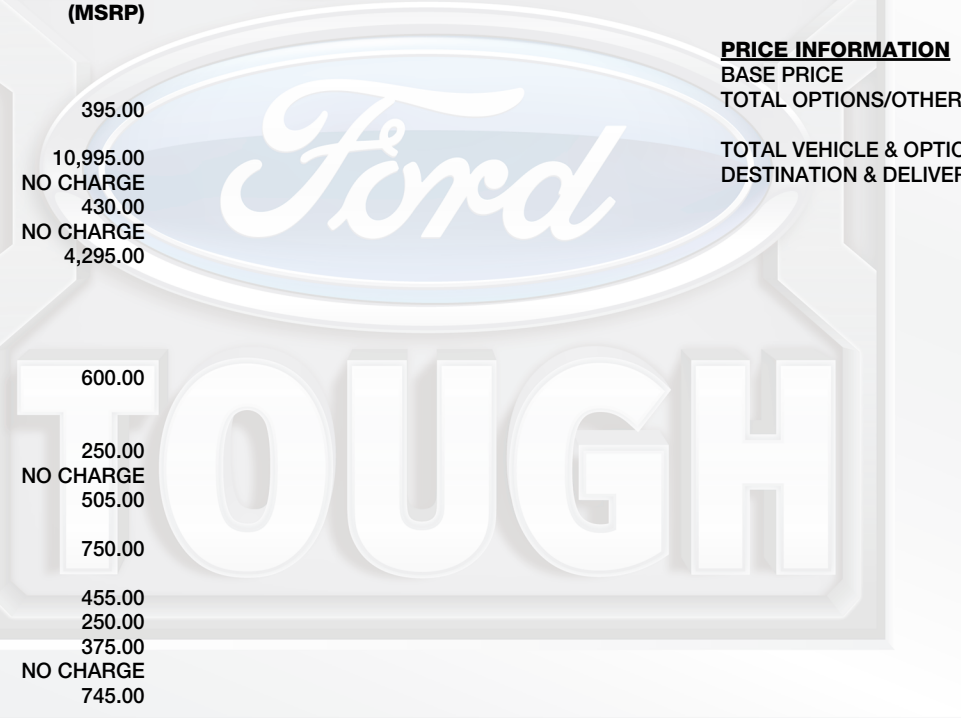 (MSRP)
395.00
10,995.00
NO CHARGE
430.00
NO CHARGE
4,295.00
600.00
250.00
NO CHARGE
505.00
750.00
455.00
250.00
375.00
NO CHARGE
745.00
PRICE INFORMATION
BASE PRICE
TOTAL OPTIONS/OTHER
TOTAL VEHICLE & OPTIO
DESTINATION & DELIVER
Ford
TOUGH